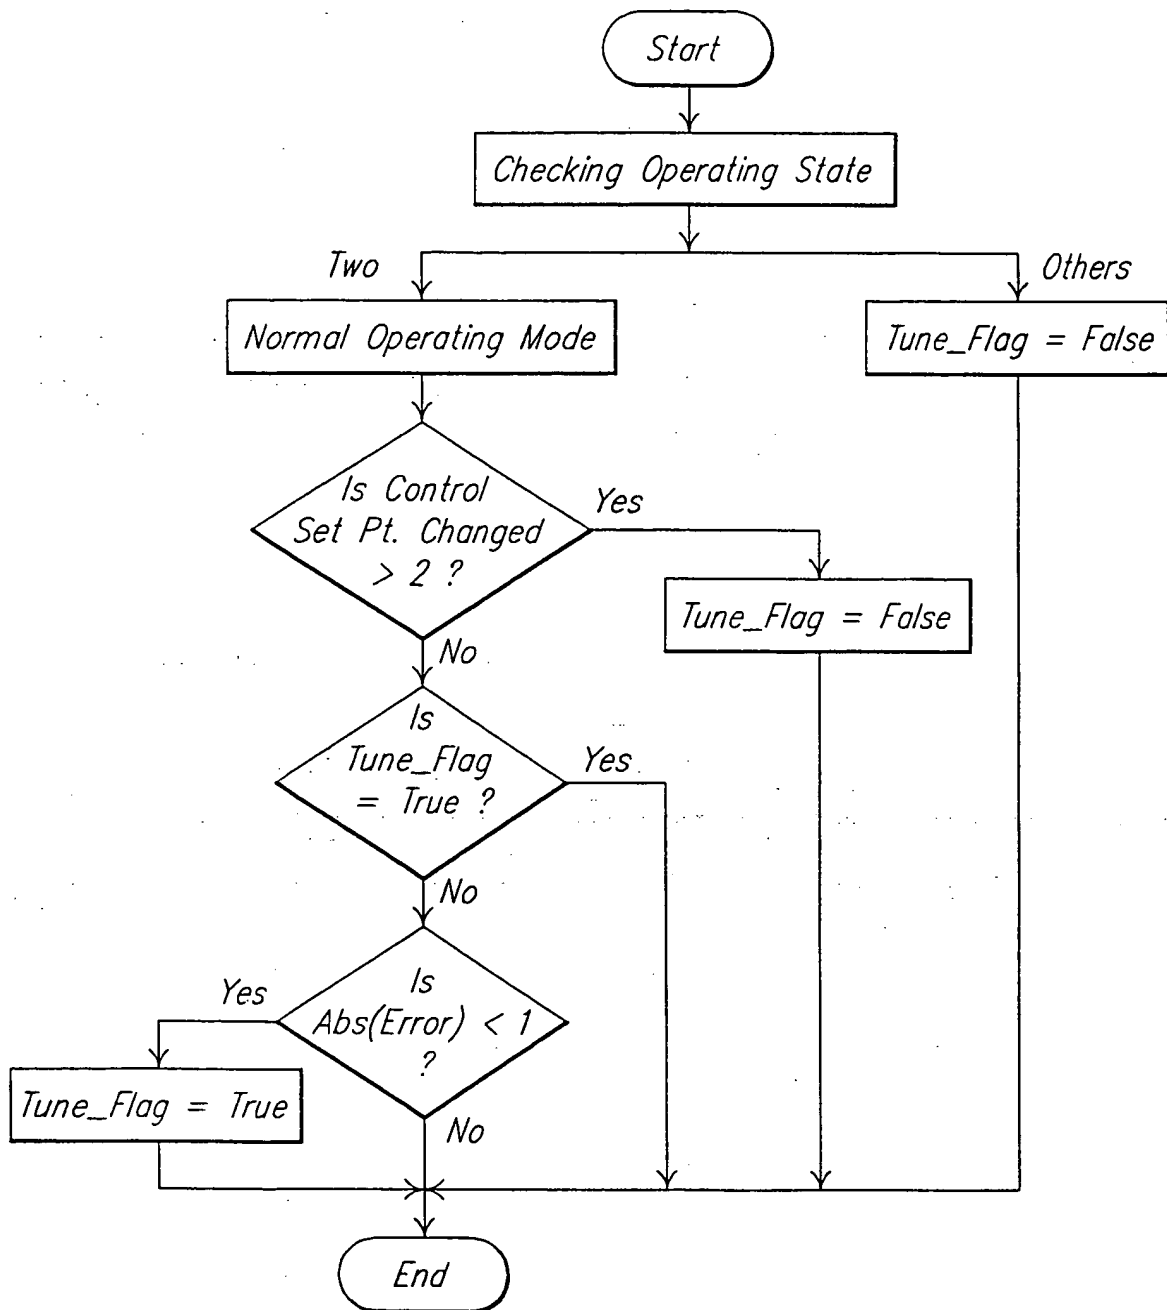 Start
Checking Operating State
Two
Others
Normal Operating Mode
Tune_Flag = False
Is Control
Set Pt. Changed
> 2 ?
Yes
Tune_Flag = False
No
Is
Tune_Flag
= True ?
Yes
No
Is
Abs(Error) < 1
?
Yes
Tune_Flag = True
No
End